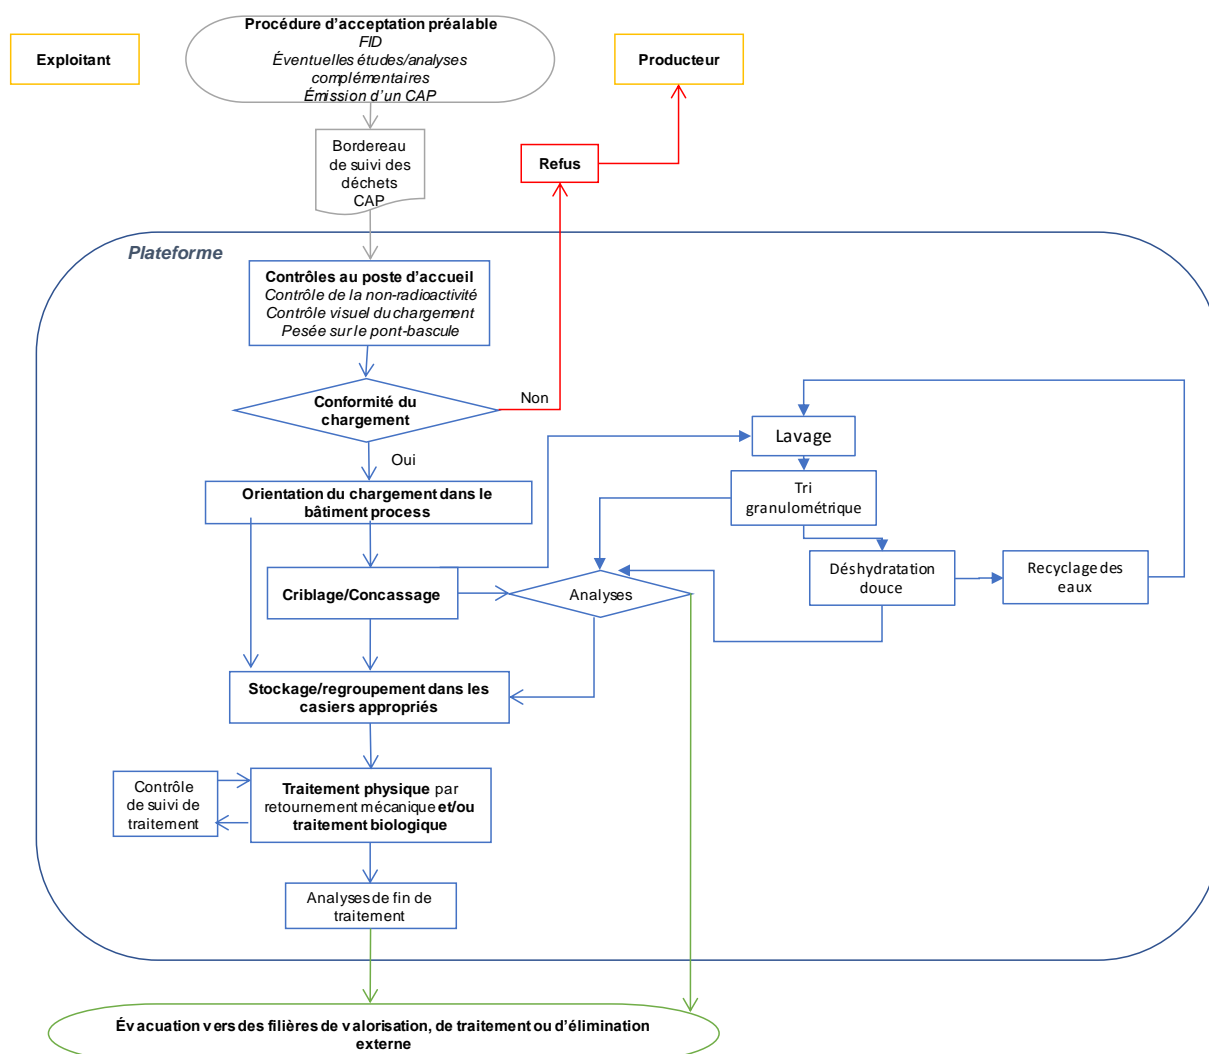 Procédure d'acceptation préalable
FID
Éventuelles études/analyses
complémentaires
Émission d'un CAP
Exploitant
Producteur
Bordereau
de suivi des
déchets
CAP
Refus
Plateforme
Contrôles au poste d'accueil
Contrôle de la non-radioactivité
Contrôle visuel du chargement
Pesée sur le pont-bascule
Conformité du
chargement
Non
Oui
Lavage
Tri
granulométrique
Orientation du chargement dans le
bâtiment process
Déshydratation
douce
Recyclage des
eaux
Criblage/Concassage
Analyses
Stockage/regroupement dans les
casiers appropriés
Contrôle
de suivi de
traitement
Traitement physique par
retournement mécanique et/ou
traitement biologique
Analyses de fin de
traitement
Évacuation vers des filières de valorisation, de traitement ou d'élimination
externe